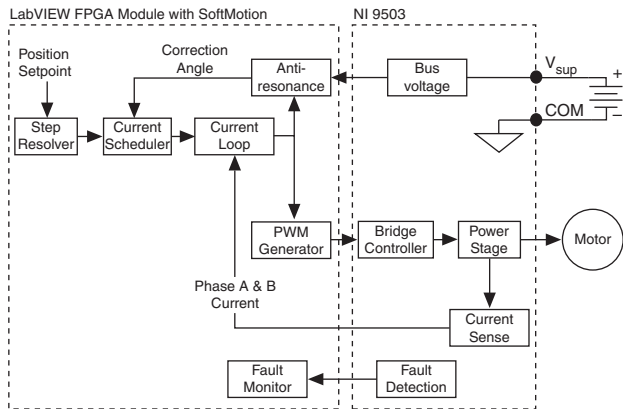 LabVIEW FPGA Module with SoftMotion
NI 9503
Position
Setpoint
Correction
Angle
Anti-
resonance
Bus
voltage
Vsup
+
COM
−
Step
Resolver
Current
Scheduler
Current
Loop
PWM
Generator
Bridge
Controller
Power
Stage
Motor
Phase A & B
Current
Current
Sense
Fault
Monitor
Fault
Detection